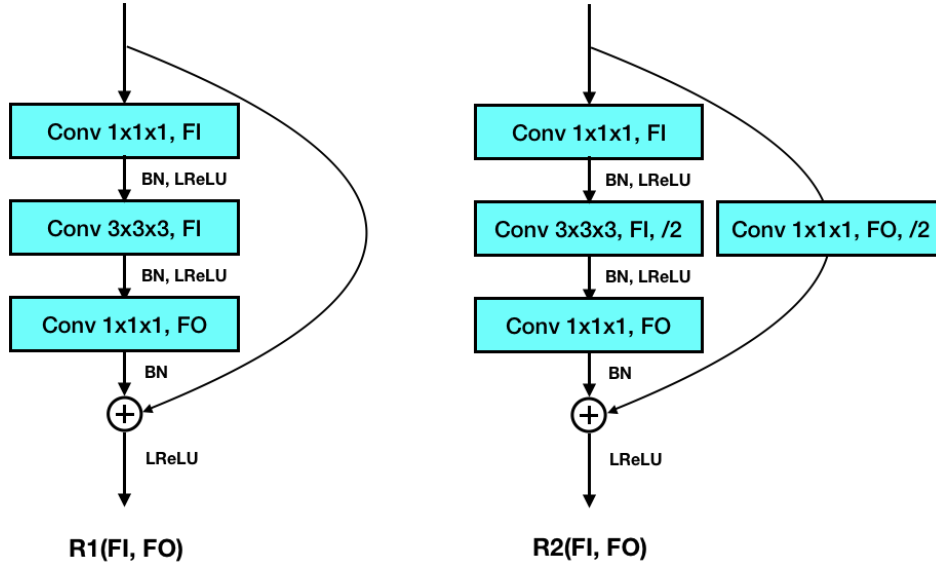 Conv 1x1x1, FI
BN, LReLU
Conv 3x3x3, FI
BN, LReLU
Conv 1x1x1, FO
BN
LReLU
R1(FI, FO)
Conv 1x1x1, FI
BN, LReLU
Conv 3x3x3, FI, /2
Conv 1x1x1, FO, /2
BN, LReLU
Conv 1x1x1, FO
BN
LReLU
R2(FI, FO)